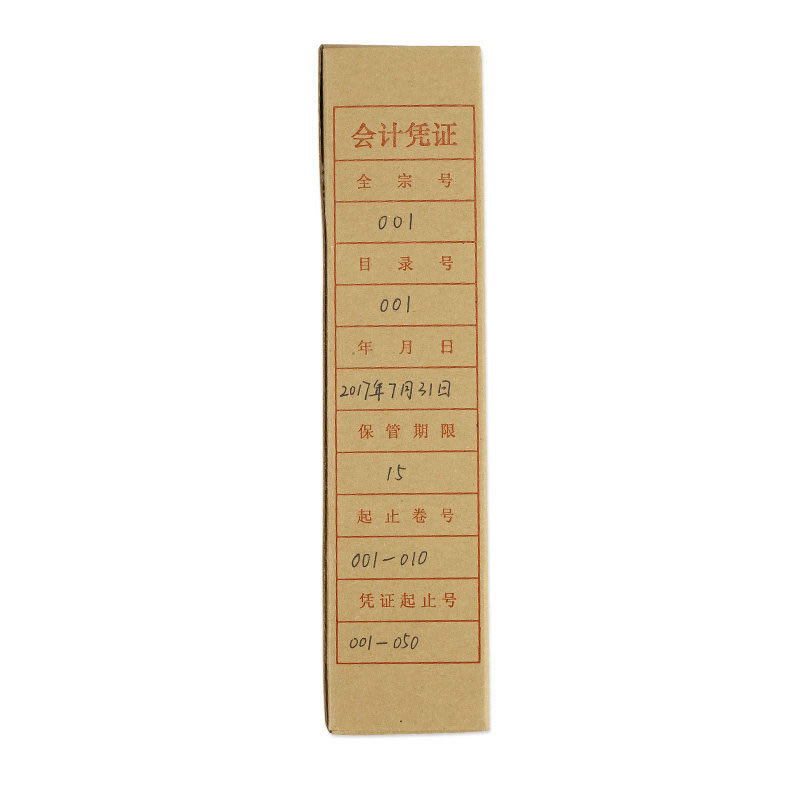 会计凭证
全宗号
001
目录号
001
年月日
2017年7月31日
保管期限
15
起止卷号
001-010
凭证起止号
001-050